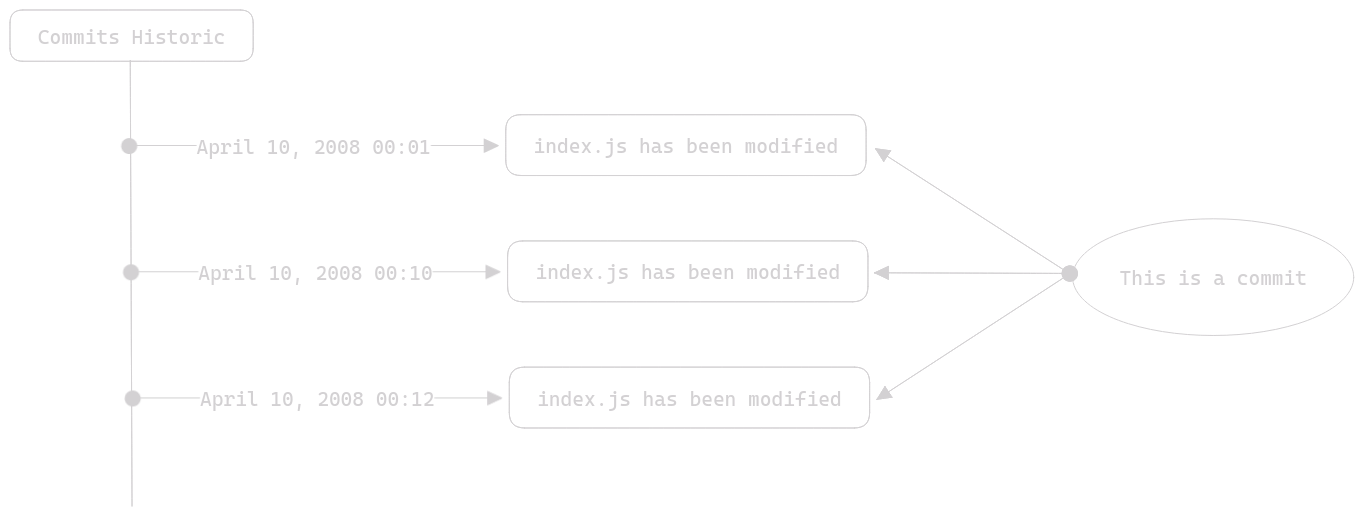 Commits Historic
April 10, 2008 00:01
index.js has been modified
April 10, 2008 00:10
index.js has been modified
This is a commit
April 10, 2008 00:12
index.js has been modified